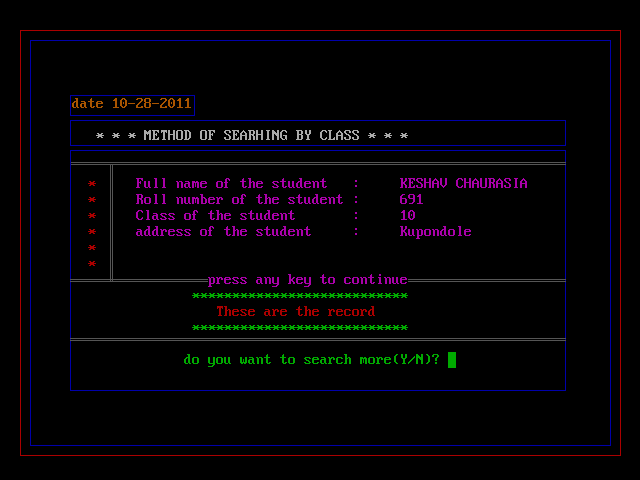 date 10-28-2011
* * * METHOD OF SEARHING BY CLASS * * *
* Full name of the student : KESHAV CHAURASIA
* Roll number of the student : 691
* Class of the student : 10
* address of the student : Kupondole
*
*
press any key to continue
***************************
These are the record
***************************
do you want to search more(Y/N)?